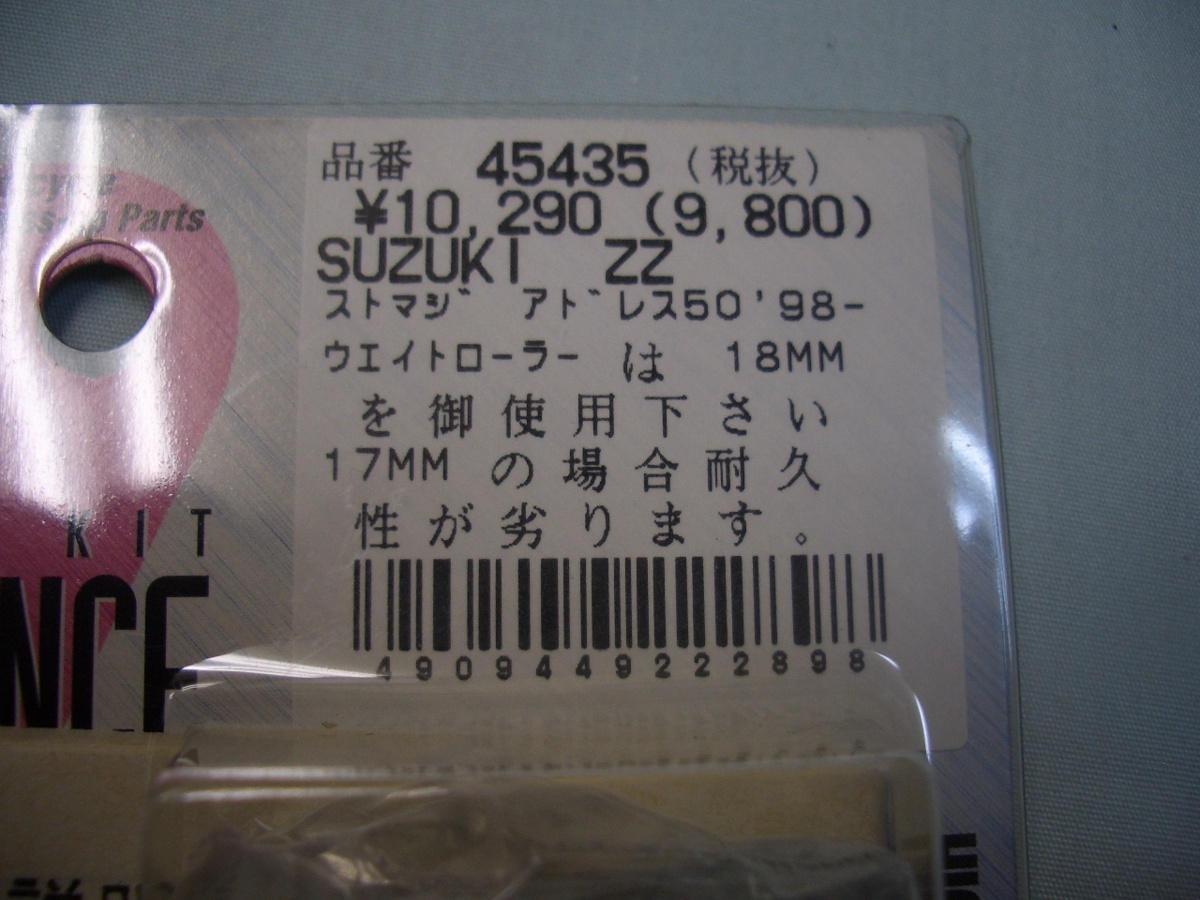 品番 45435 (税抜)
¥10,290 (9,800)
SUZUKI ZZ
ストマジ アドレス50'98-
ウエイトローラー は 18MM
を御使用下さい
17MM の場合耐久
性が劣ります。
4909449222898
Parts
KIT